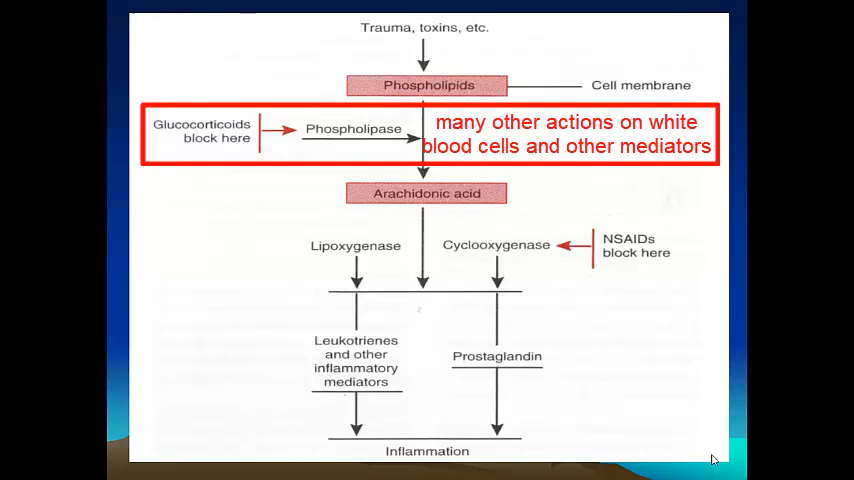 Trauma, toxins, etc.
Phospholipids
Cell membrane
Glucocorticoids
block here
Phospholipase
many other actions on white
blood cells and other mediators
Arachidonic acid
Lipoxygenase
Cyclooxygenase
NSAIDs
block here
Leukotrienes
and other
inflammatory
mediators
Prostaglandin
Inflammation